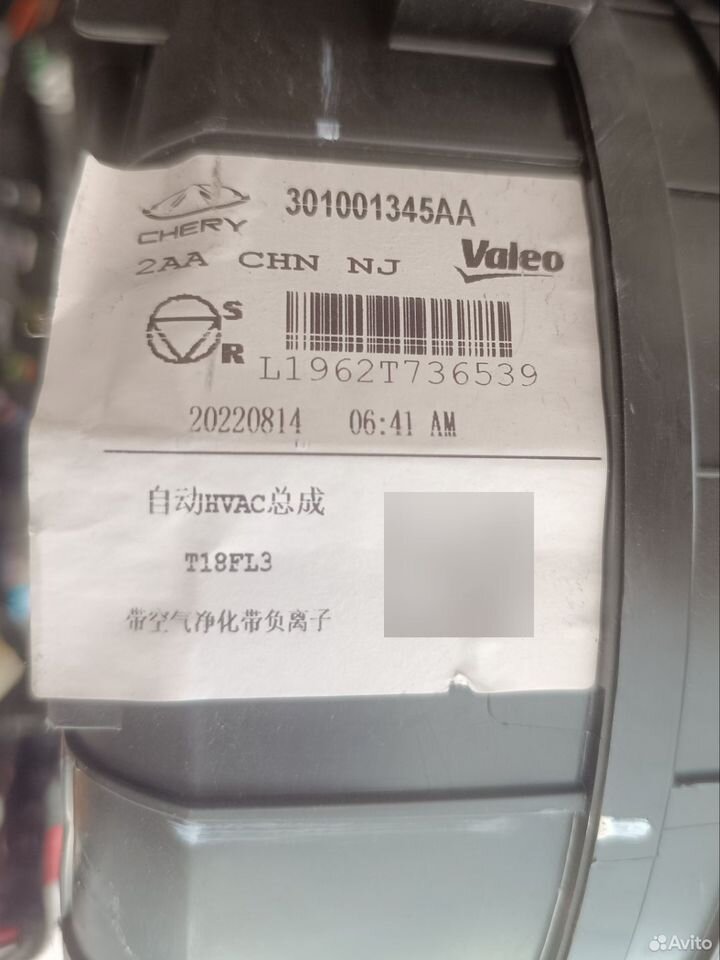 CHERY
301001345AA
2AA CHN NJ
Valeo
S
R
L1962T736539
20220814 06:41 AM
自动HVAC总成
T18FL3
带空气净化带负离子
Avito